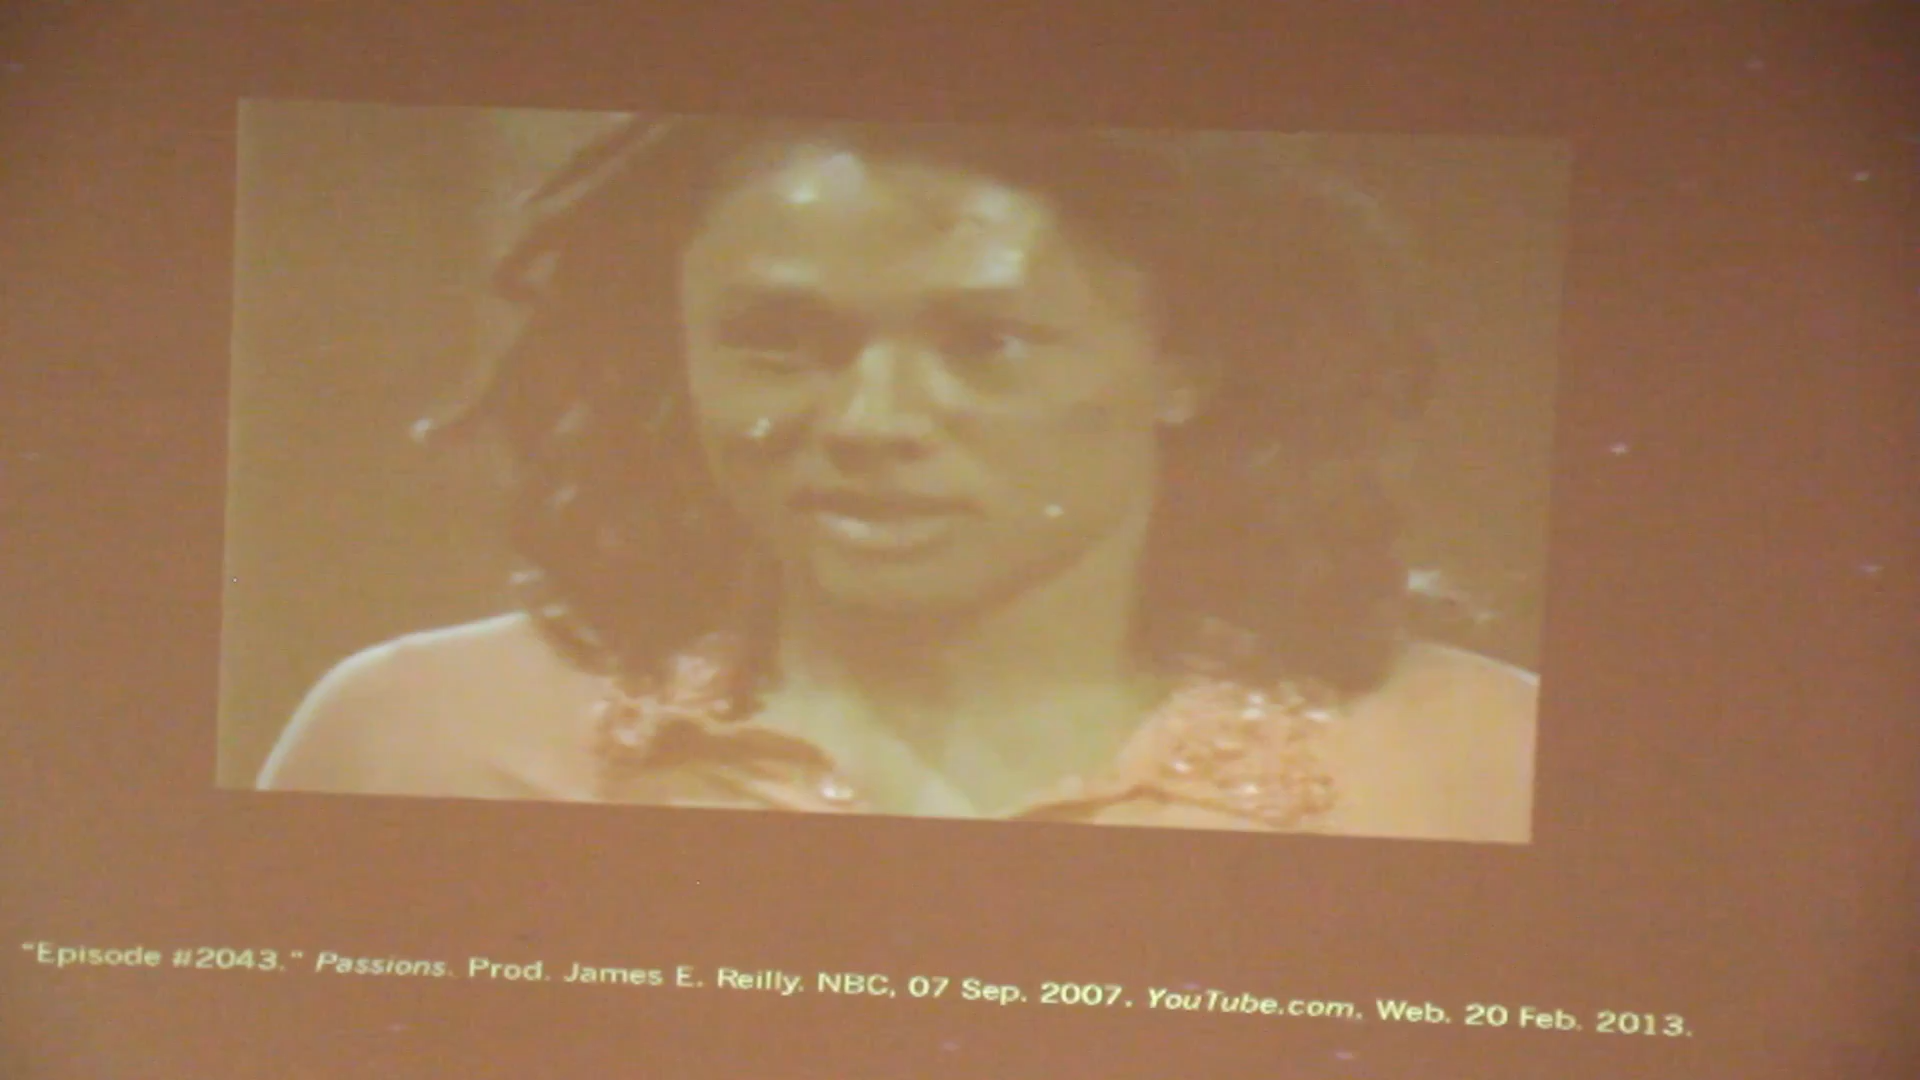 "Episode #2043." Passions. Prod. James E. Reilly. NBC, 07 Sep. 2007. YouTube.com. Web. 20 Feb. 2013.